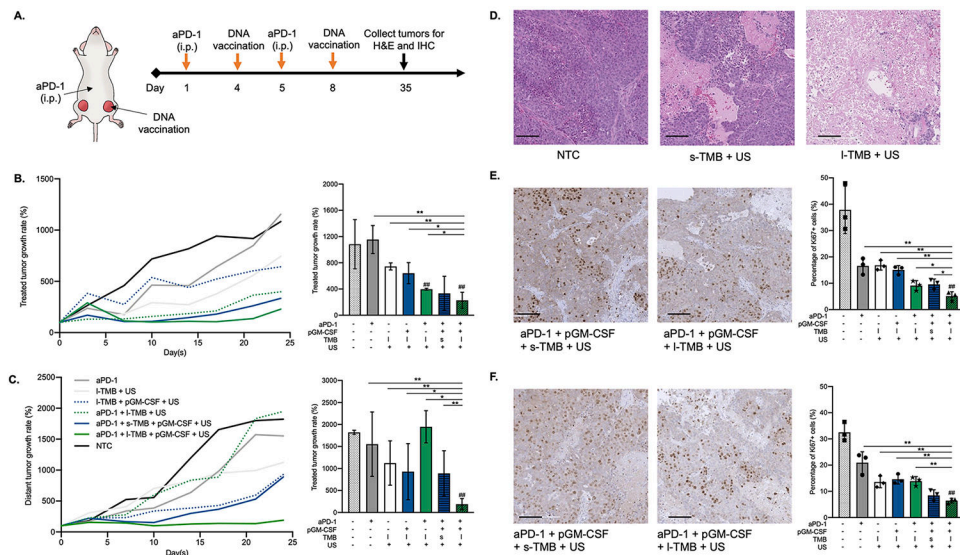 A.
aPD-1
(i.p.)
DNA
vaccination
aPD-1
(i.p.)
DNA
vaccination
aPD-1
(i.p.)
DNA
vaccination
Collect tumors for
H&E and IHC
Day
1
4
5
8
35
B.
Treated tumor growth rate (%)
1500
1000
500
0
0
5
10
15
20
25
Day(s)
Treated tumor growth rate (%)
2000
1500
1000
500
0
**
**
*
*
##
##
aPD-1 - + - - + + +
pGM-CSF - - - + - + +
TMB - - l l l s l
US - - + + + + +
C.
Distant tumor growth rate (%)
2500
2000
1500
1000
500
0
0
5
10
15
20
25
Day(s)
aPD-1
l-TMB + US
l-TMB + pGM-CSF + US
aPD-1 + l-TMB + US
aPD-1 + s-TMB + pGM-CSF + US
aPD-1 + l-TMB + pGM-CSF + US
NTC
Treated tumor growth rate (%)
3000
2500
2000
1500
1000
500
0
**
**
*
*
**
##
aPD-1 - + - - + + +
pGM-CSF - - - + - + +
TMB - - l l l s l
US - - + + + + +
D.
NTC
s-TMB + US
l-TMB + US
E.
aPD-1 + pGM-CSF
+ s-TMB + US
aPD-1 + pGM-CSF
+ l-TMB + US
Percentage of Ki67+ cells (%)
50
40
30
20
10
0
**
**
**
*
*
##
aPD-1 - + - - + + +
pGM-CSF - - - + - + +
TMB - - l l l s l
US - - + + + + +
F.
aPD-1 + pGM-CSF
+ s-TMB + US
aPD-1 + pGM-CSF
+ l-TMB + US
Percentage of Ki67+ cells (%)
40
30
20
10
0
**
**
**
**
##
aPD-1 - + - - + + +
pGM-CSF - - - + - + +
TMB - - l l l s l
US - - + + + + +